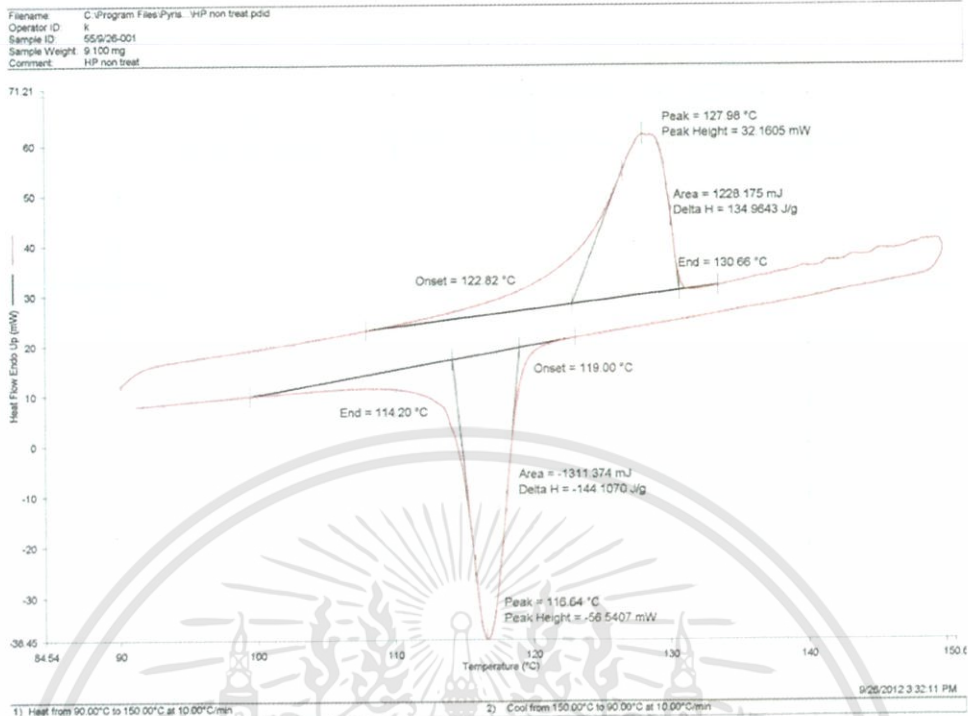 Filename: C:\Program Files\Pyris...\HP non treat.pdid
Operator ID: k
Sample ID: 55/9/26-001
Sample Weight: 9.100 mg
Comment: HP non treat
71.21
Peak = 127.98 °C
Peak Height = 32.1605 mW
60
50
Area = 1228.175 mJ
Delta H = 134.9643 J/g
40
End = 130.66 °C
Onset = 122.82 °C
30
Heat Flow Endo Up (mW)
20
Onset = 119.00 °C
10
End = 114.20 °C
0
Area = -1311.374 mJ
Delta H = -144.1070 J/g
-10
-20
-30
Peak = 116.64 °C
Peak Height = -56.5407 mW
-38.45
84.54 90 100 110 120 130 140 150.6
Temperature (°C)
9/26/2012 3:32:11 PM
1) Heat from 90.00°C to 150.00°C at 10.00°C/min
2) Cool from 150.00°C to 90.00°C at 10.00°C/min